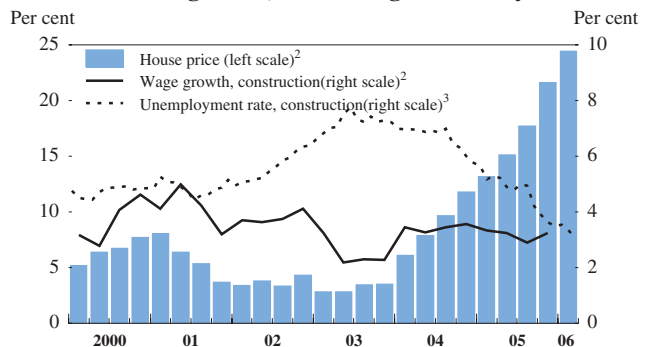 Per cent Per cent
25 10
House price (left scale)2
Wage growth, construction(right scale)2
20 8
Unemployment rate, construction(right scale)3
15 6
10 4
5 2
0 0
2000 01 02 03 04 05 06